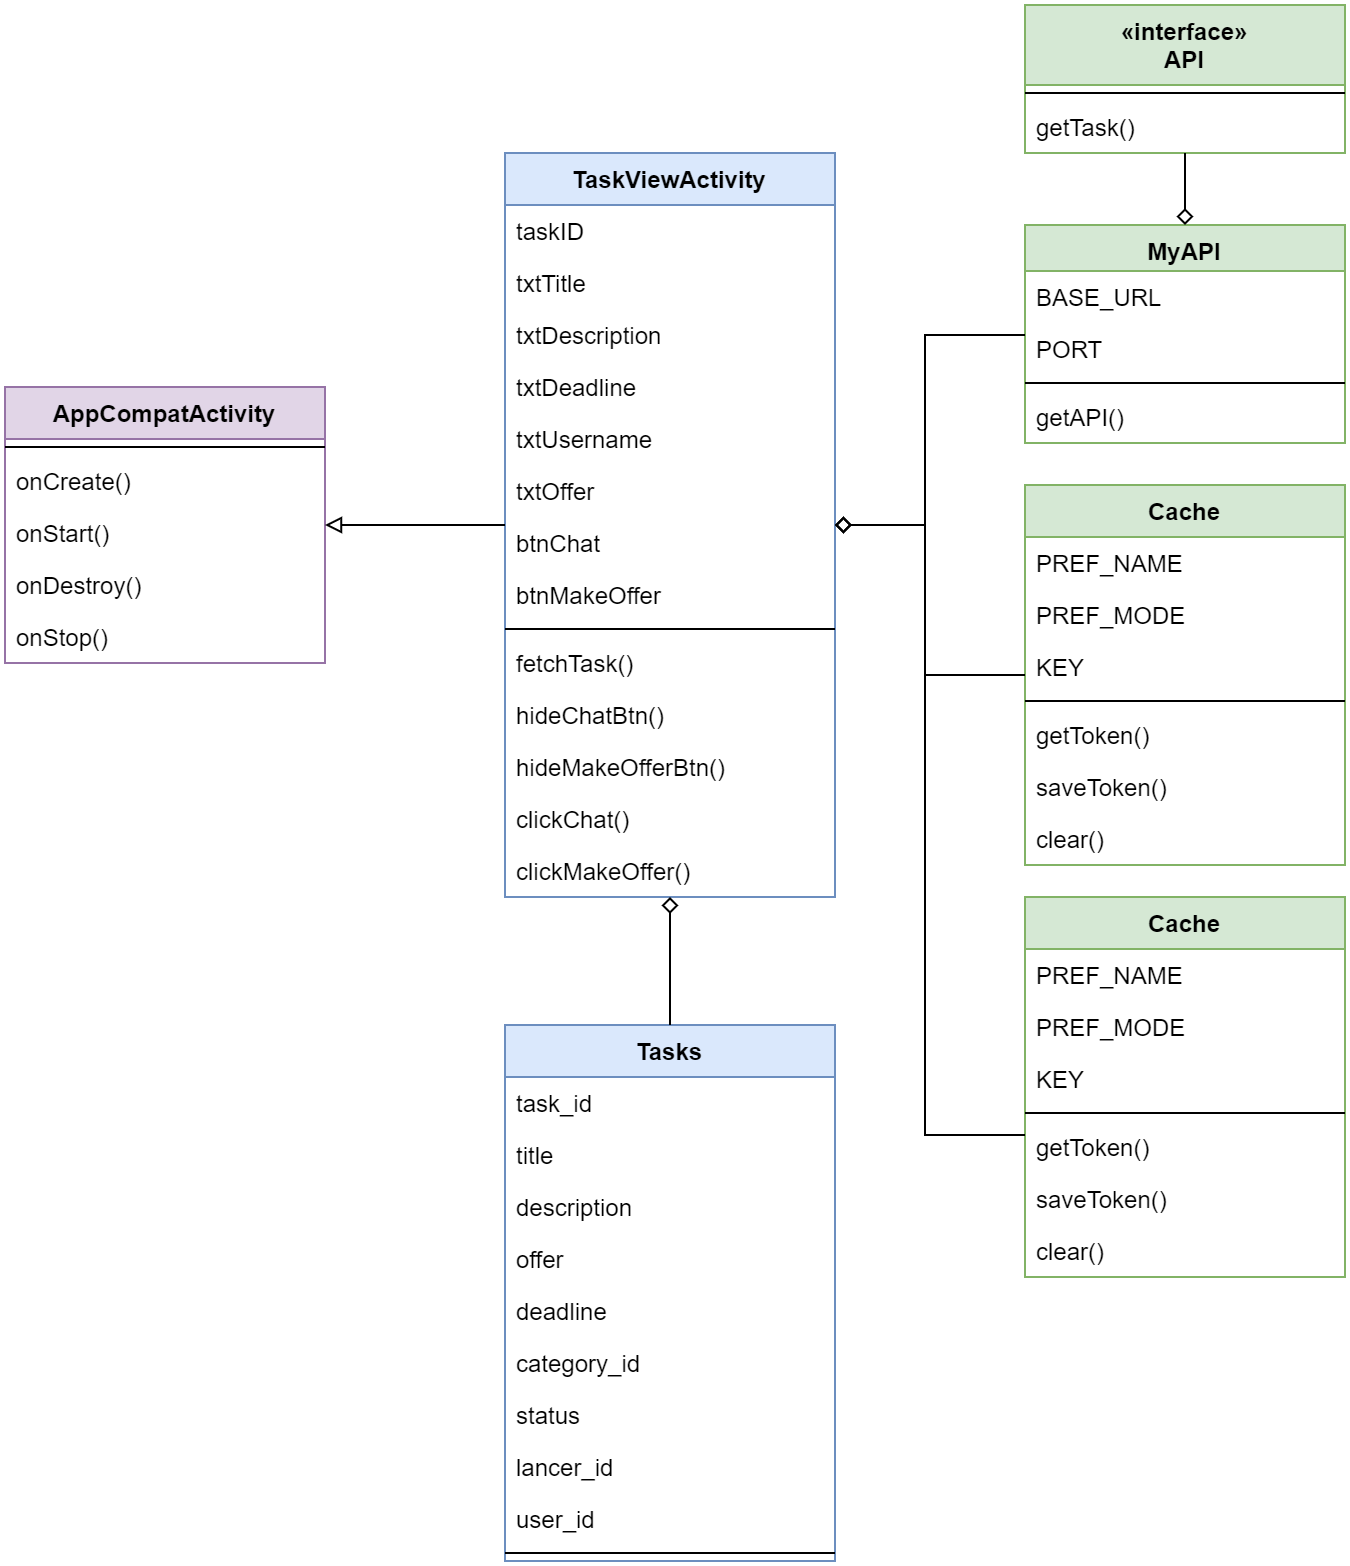 «interface»
API
getTask()
TaskViewActivity
taskID
txtTitle
txtDescription
txtDeadline
txtUsername
txtOffer
btnChat
btnMakeOffer
fetchTask()
hideChatBtn()
hideMakeOfferBtn()
clickChat()
clickMakeOffer()
MyAPI
BASE_URL
PORT
getAPI()
AppCompatActivity
onCreate()
onStart()
onDestroy()
onStop()
Cache
PREF_NAME
PREF_MODE
KEY
getToken()
saveToken()
clear()
Cache
PREF_NAME
PREF_MODE
KEY
getToken()
saveToken()
clear()
Tasks
task_id
title
description
offer
deadline
category_id
status
lancer_id
user_id